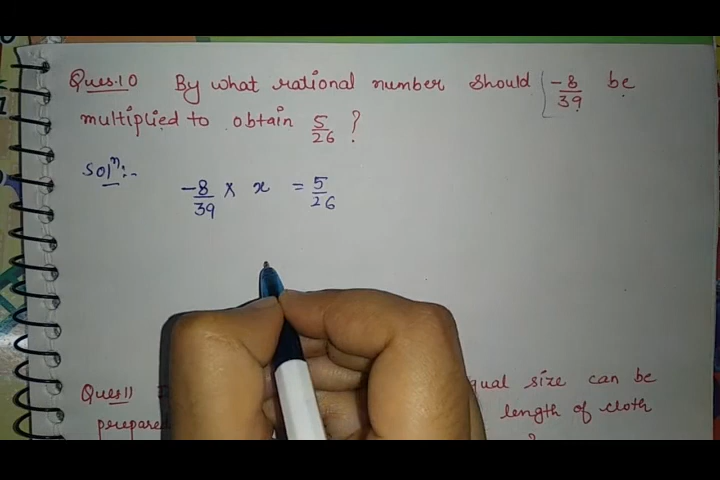 Ques:10 By what rational number should -8/39 be
multiplied to obtain 5/26 ?
Solⁿ:-
-8/39 × x = 5/26
Ques11 qual size can be
prepare length of cloth
?